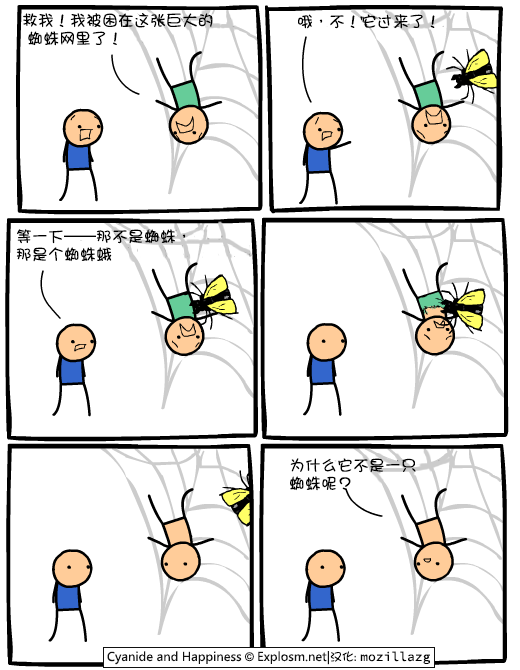 救我！我被困在这张巨大的
蜘蛛网里了！
哦，不！它过来了！
等一下——那不是蜘蛛，
那是个蜘蛛蛾
为什么它不是一只
蜘蛛呢？
Cyanide and Happiness © Explosm.net|汉化: mozillazg